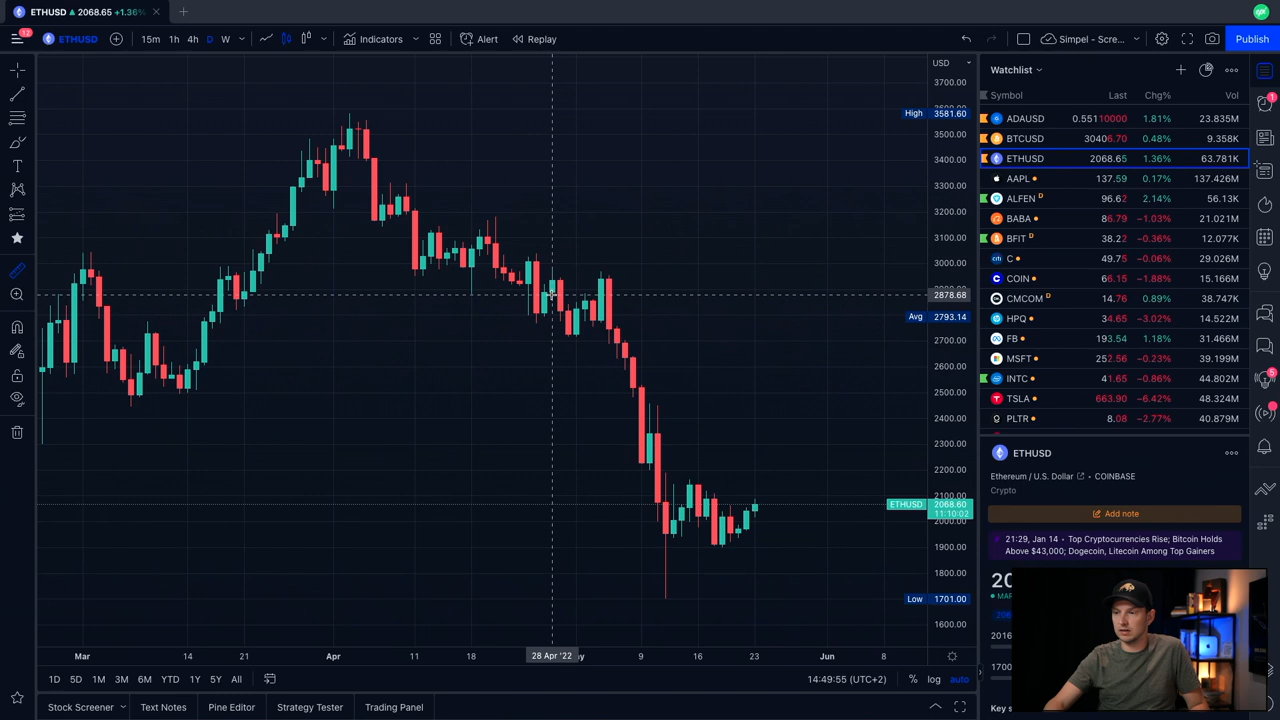 ETHUSD ▲ 2068.65 +1.36%
12
ETHUSD
15m 1h 4h D W
Indicators
Alert
Replay
Simpel - Scre...
Publish
USD
3700.00
High 3581.60
3500.00
3400.00
3300.00
3200.00
3100.00
3000.00
2878.68
Avg 2793.14
2700.00
2600.00
2500.00
2400.00
2300.00
2200.00
2100.00
ETHUSD 2068.60
11:10:02
2000.00
1900.00
1800.00
Low 1701.00
1600.00
Mar 14 21 Apr 11 18 28 Apr '22 9 16 23 Jun 8
1D 5D 1M 3M 6M YTD 1Y 5Y All
14:49:55 (UTC+2) % log auto
Stock Screener Text Notes Pine Editor Strategy Tester Trading Panel
Watchlist
Symbol Last Chg% Vol
ADAUSD 0.55110000 1.81% 23.835M
BTCUSD 30406.70 0.48% 9.358K
ETHUSD 2068.65 1.36% 63.781K
AAPL 137.59 0.17% 137.426M
ALFEN D 96.62 2.14% 56.13K
BABA 86.79 −1.03% 21.021M
BFIT D 38.22 −0.36% 12.077K
C 49.75 −0.06% 29.026M
COIN 66.15 −1.88% 15.166M
CMCOM D 14.76 0.89% 38.747K
HPQ 34.65 −3.02% 14.522M
FB 193.54 1.18% 31.466M
MSFT 252.56 −0.23% 39.199M
INTC 41.65 −0.86% 44.802M
TSLA 663.90 −6.42% 48.324M
PLTR 8.08 −2.77% 40.879M
ETHUSD
Ethereum / U.S. Dollar • COINBASE
Crypto
Add note
21:29, Jan 14 • Top Cryptocurrencies Rise; Bitcoin Holds
Above $43,000; Dogecoin, Litecoin Among Top Gainers
1
5